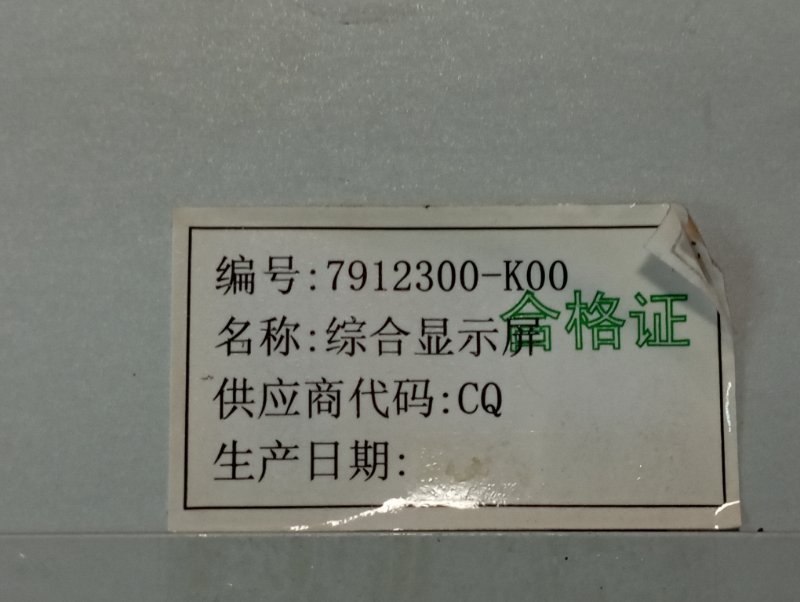 编号:7912300-K00
名称:综合显示屏
合格证
供应商代码:CQ
生产日期: